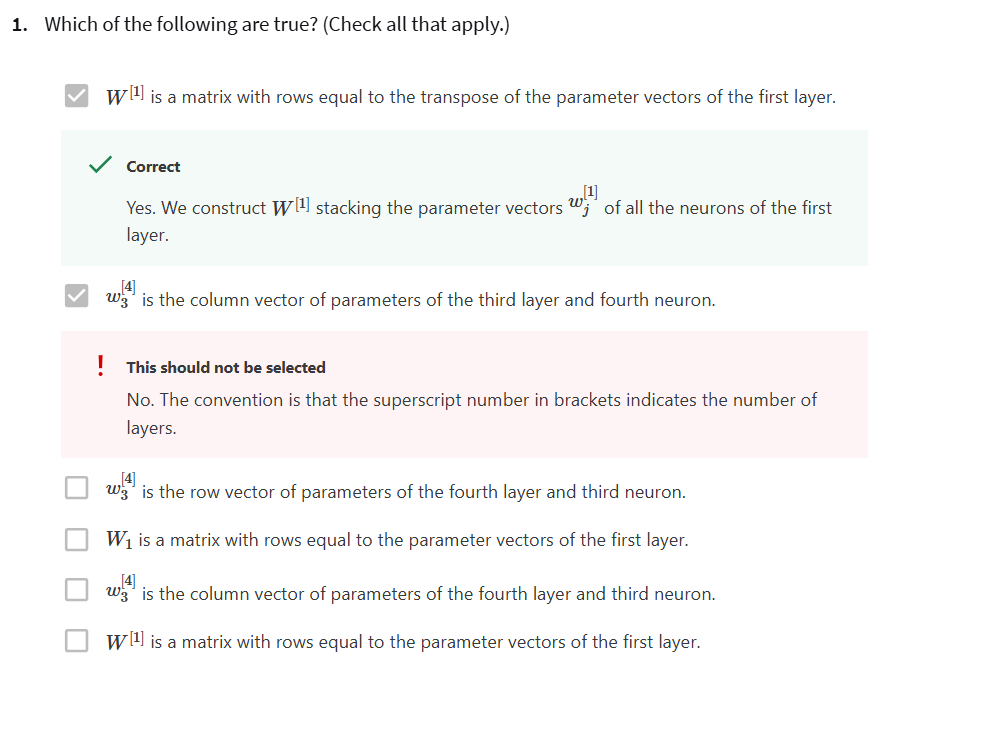 1. Which of the following are true? (Check all that apply.)
W^{[1]} is a matrix with rows equal to the transpose of the parameter vectors of the first layer.
Correct
Yes. We construct W^{[1]} stacking the parameter vectors w_j^{[1]} of all the neurons of the first
layer.
w_3^{[4]} is the column vector of parameters of the third layer and fourth neuron.
This should not be selected
No. The convention is that the superscript number in brackets indicates the number of
layers.
w_3^{[4]} is the row vector of parameters of the fourth layer and third neuron.
W_1 is a matrix with rows equal to the parameter vectors of the first layer.
w_3^{[4]} is the column vector of parameters of the fourth layer and third neuron.
W^{[1]} is a matrix with rows equal to the parameter vectors of the first layer.